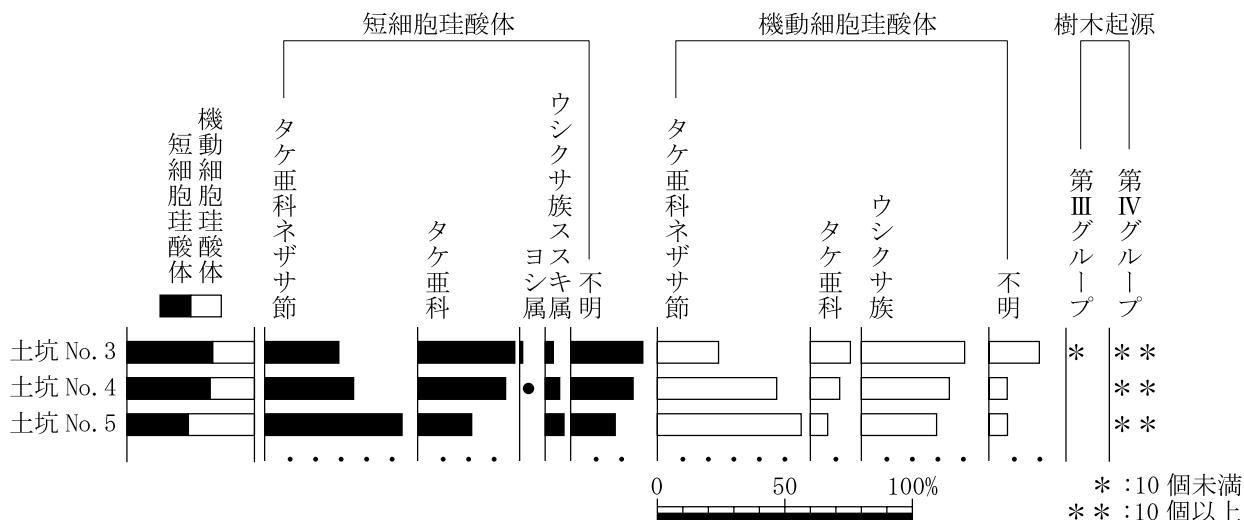 短細胞珪酸体
機動細胞珪酸体
樹木起源
機動細胞珪酸体
短細胞珪酸体
タケ亜科ネザサ節
タケ亜科
ヨシ属
ウシクサ族ススキ属
不明
タケ亜科ネザサ節
タケ亜科
ウシクサ族
不明
第Ⅲグループ
第Ⅳグループ
土坑 No.3
＊
＊＊
土坑 No.4
＊＊
土坑 No.5
＊＊
0 50 100%
＊:10 個未満
＊＊:10 個以上